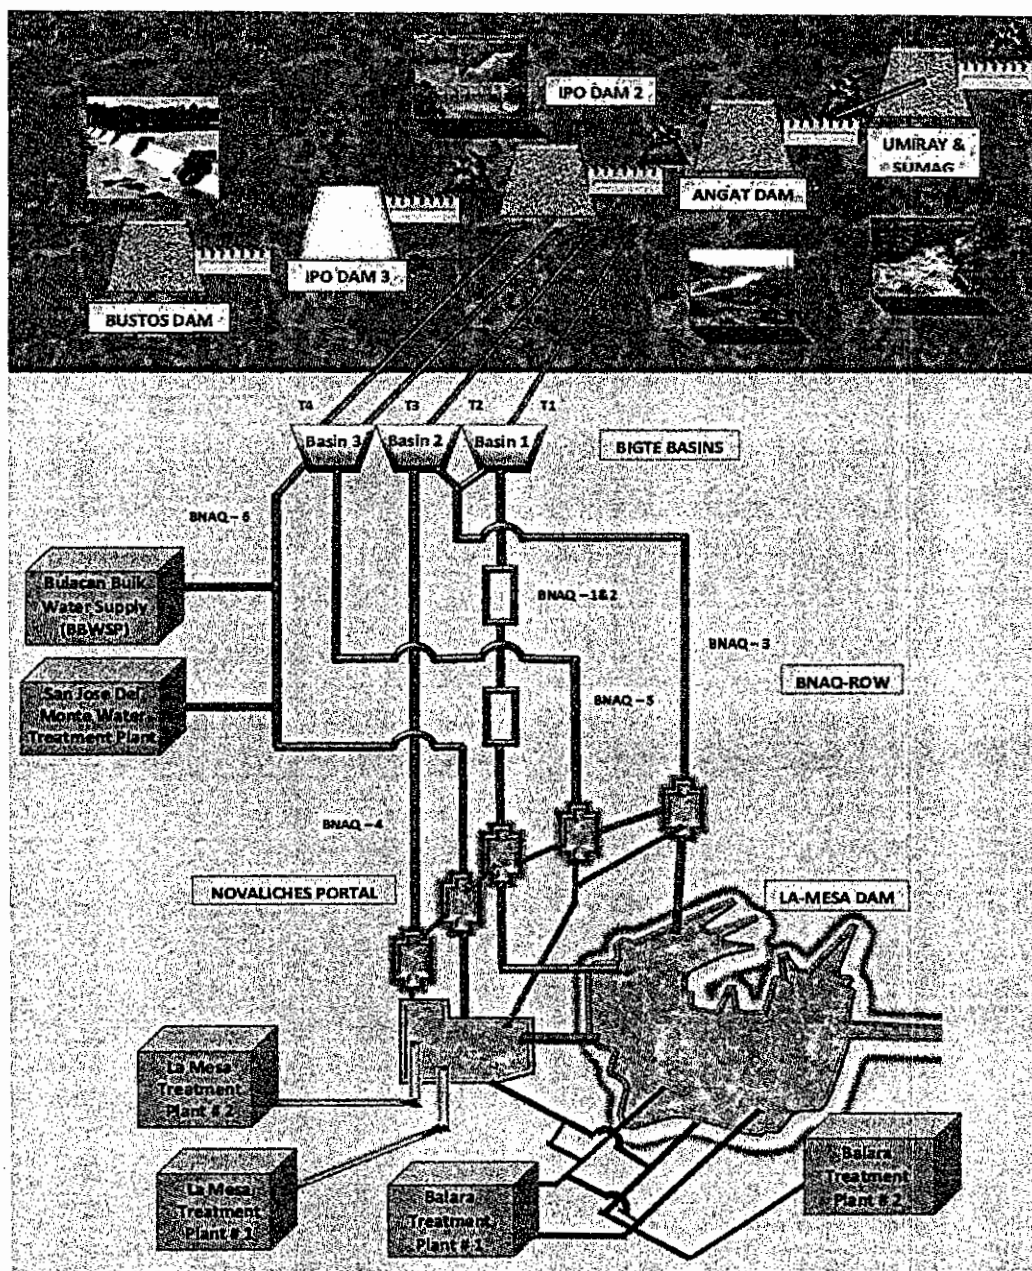 IPO DAM 2
UMIRAY &
SUMAG
ANGAT DAM
IPO DAM 3
BUSTOS DAM
T4
T3
T2
T1
Basin 3
Basin 2
Basin 1
BIGTE BASINS
BNAQ – 6
Bulacan Bulk
Water Supply
(BBWSP)
BNAQ – 1&2
BNAQ – 3
San Jose Del
Monte Water
Treatment Plant
BNAQ-ROW
BNAQ – 5
BNAQ – 4
NOVALICHES PORTAL
LA-MESA DAM
La Mesa
Treatment
Plant # 2
La Mesa
Treatment
Plant # 1
Balara
Treatment
Plant # 1
Balara
Treatment
Plant # 2